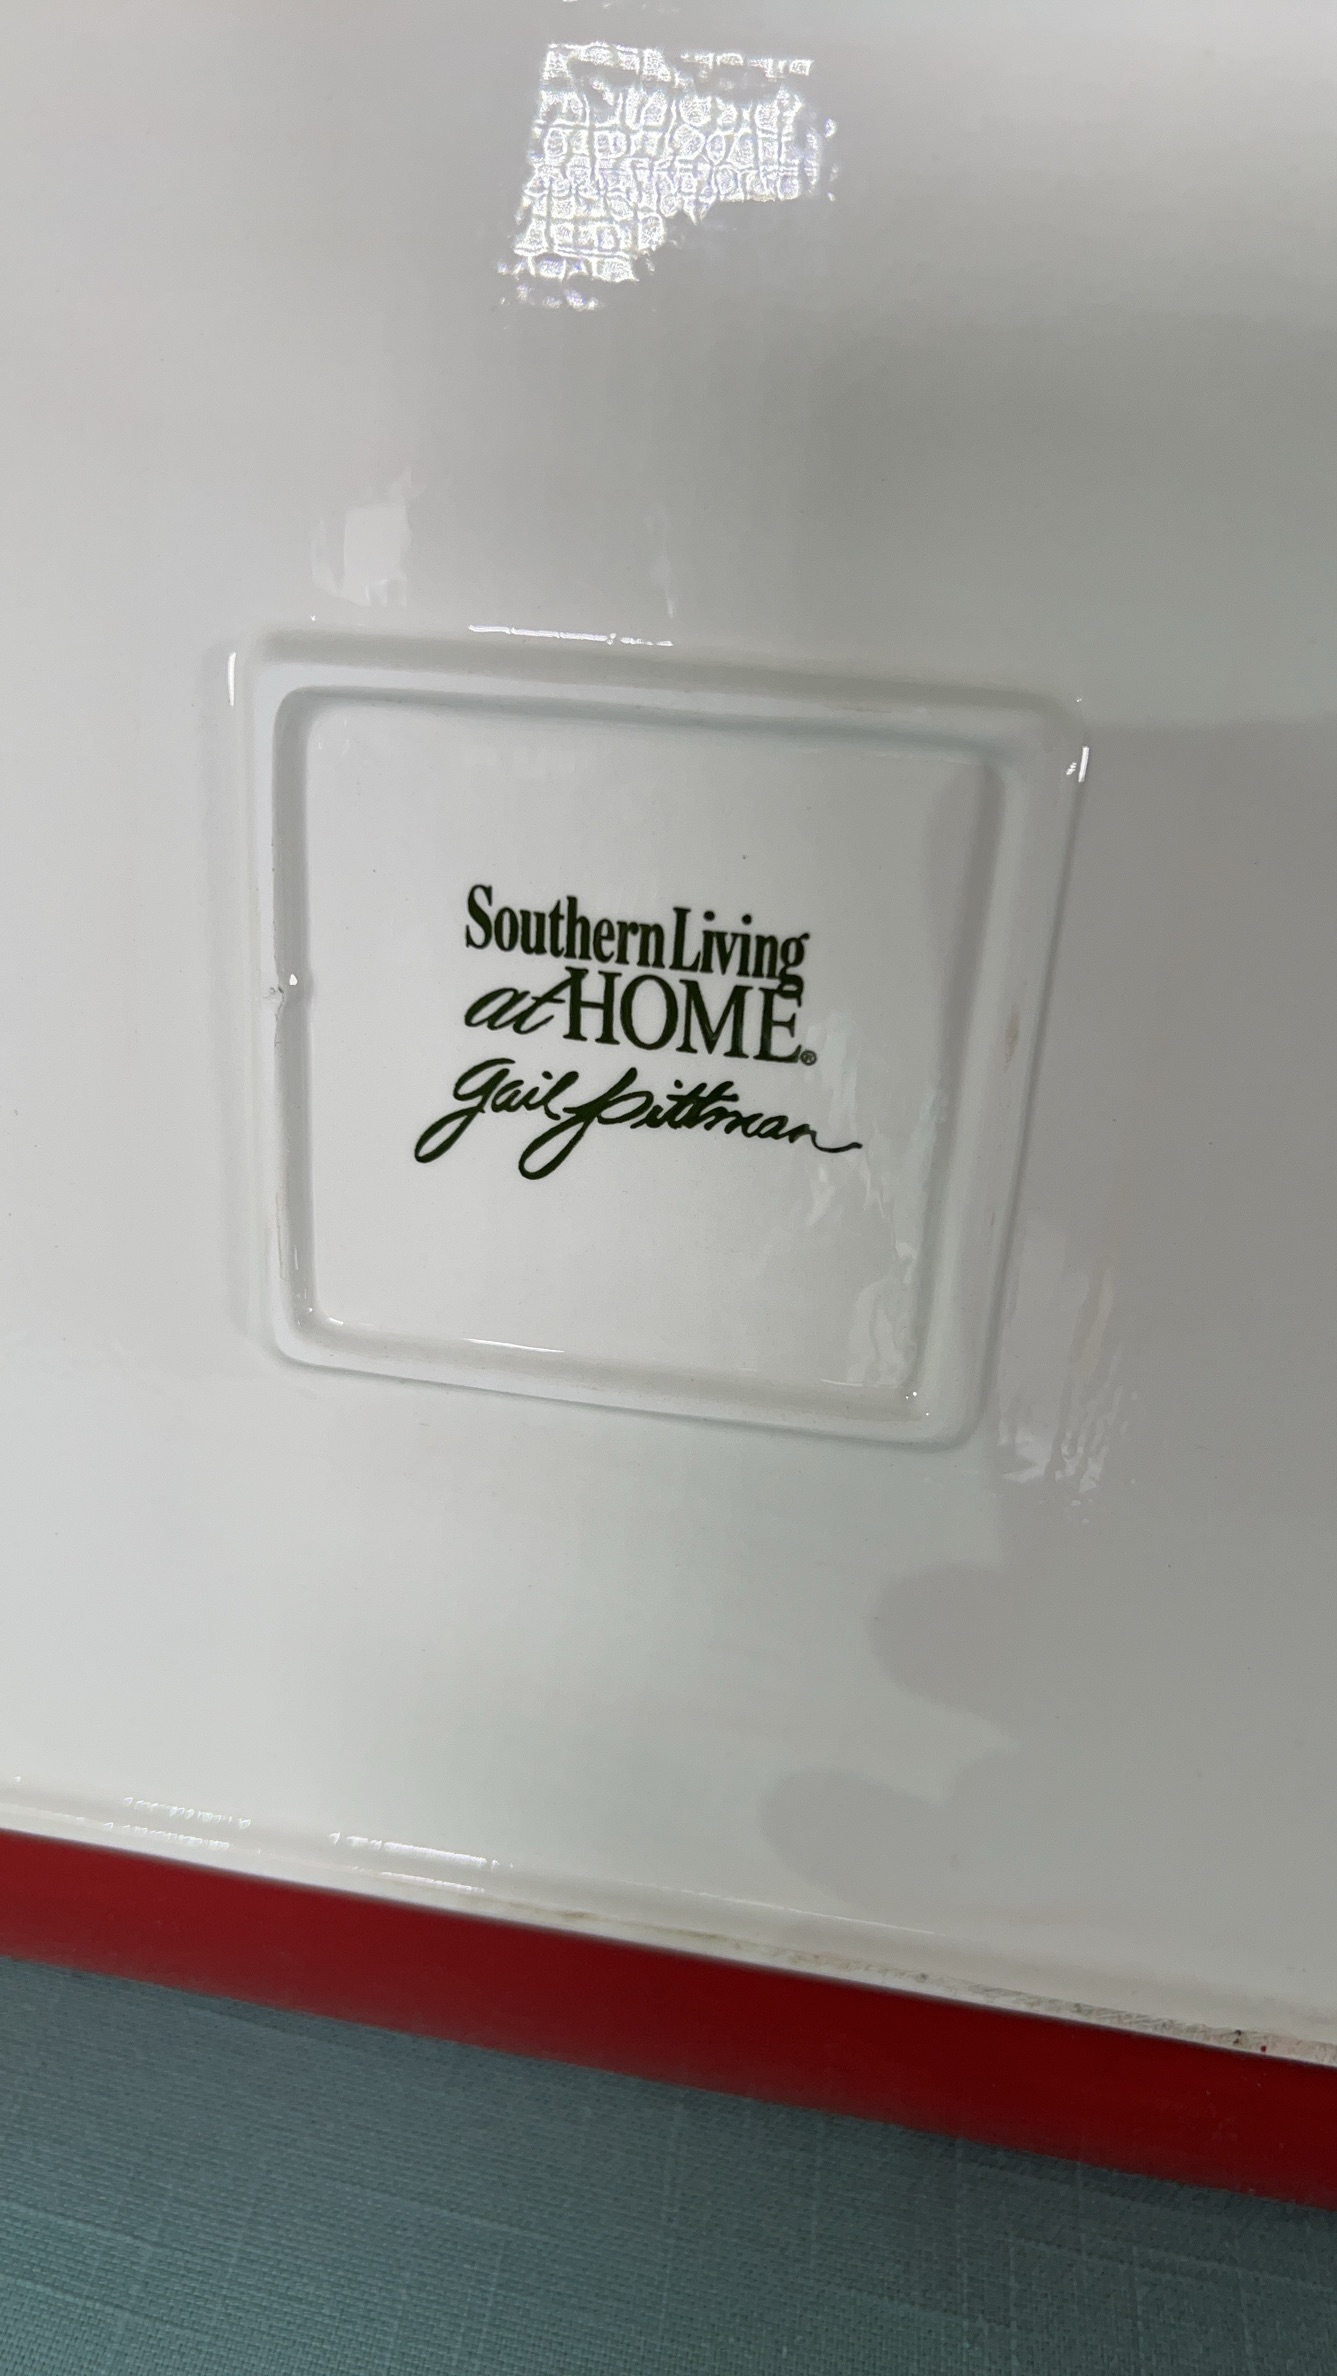 Southern Living
at HOME®
Gail Pittman